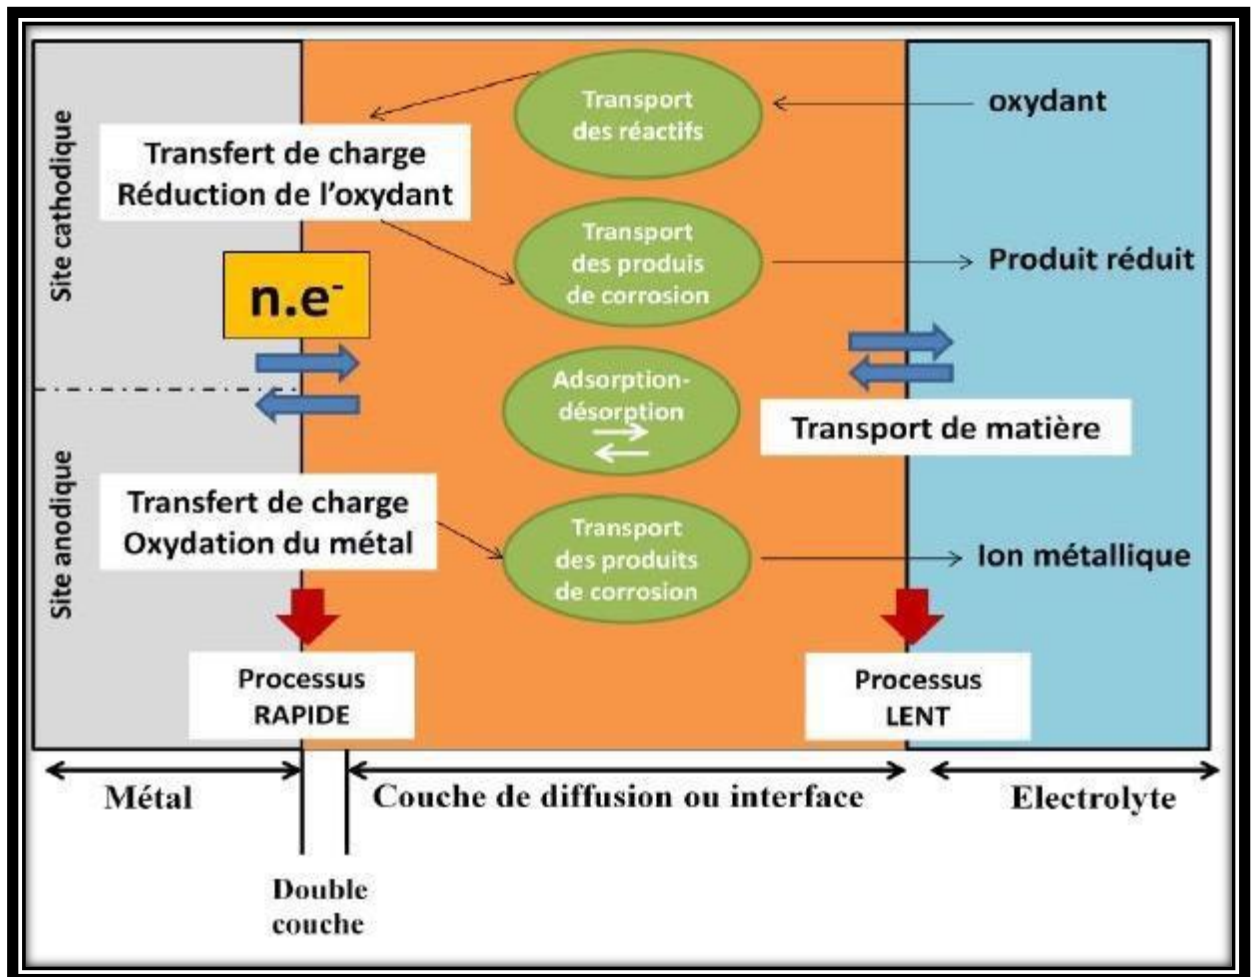 Site cathodique
Transport
des réactifs
oxydant
Transfert de charge
Réduction de l'oxydant
Transport
des produis
de corrosion
Produit réduit
n.e-
Adsorption-
désorption
Transport de matière
Site anodique
Transfert de charge
Oxydation du métal
Transport
des produits
de corrosion
Ion métallique
Processus
RAPIDE
Processus
LENT
Métal
Couche de diffusion ou interface
Electrolyte
Double
couche